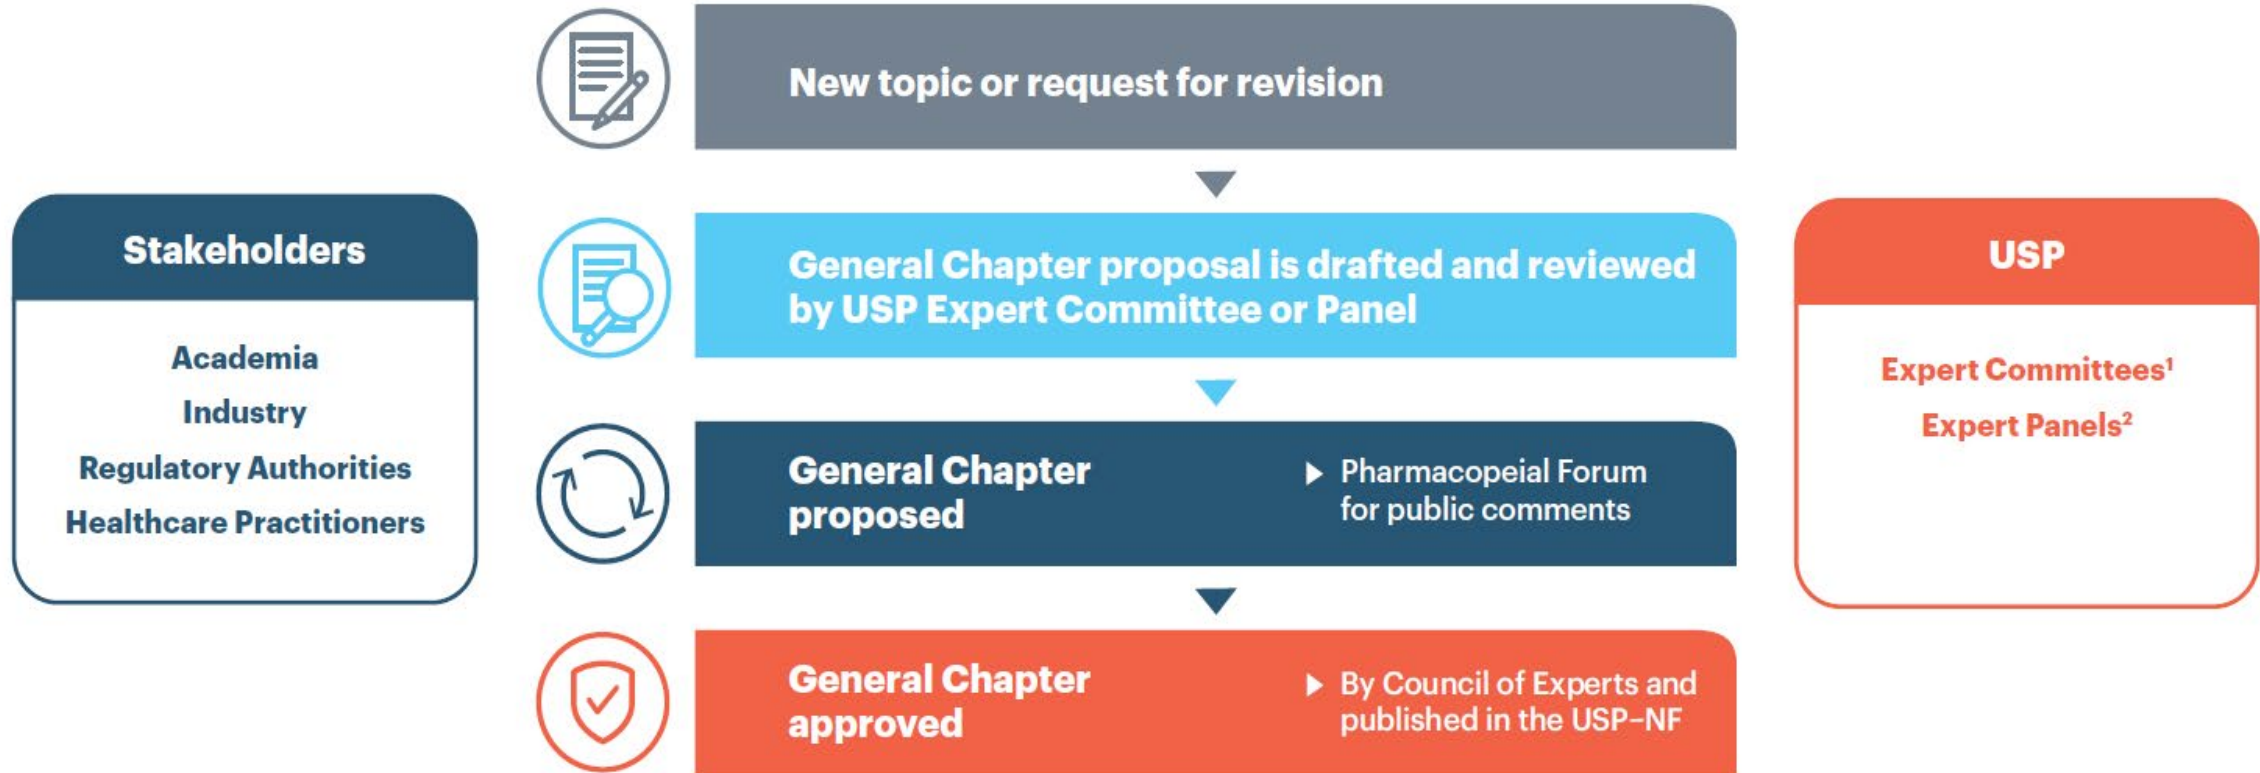 New topic or request for revision
Stakeholders
Academia
Industry
Regulatory Authorities
Healthcare Practitioners
General Chapter proposal is drafted and reviewed
by USP Expert Committee or Panel
General Chapter
proposed
▶ Pharmacopeial Forum
for public comments
General Chapter
approved
▶ By Council of Experts and
published in the USP–NF
USP
Expert Committees¹
Expert Panels²